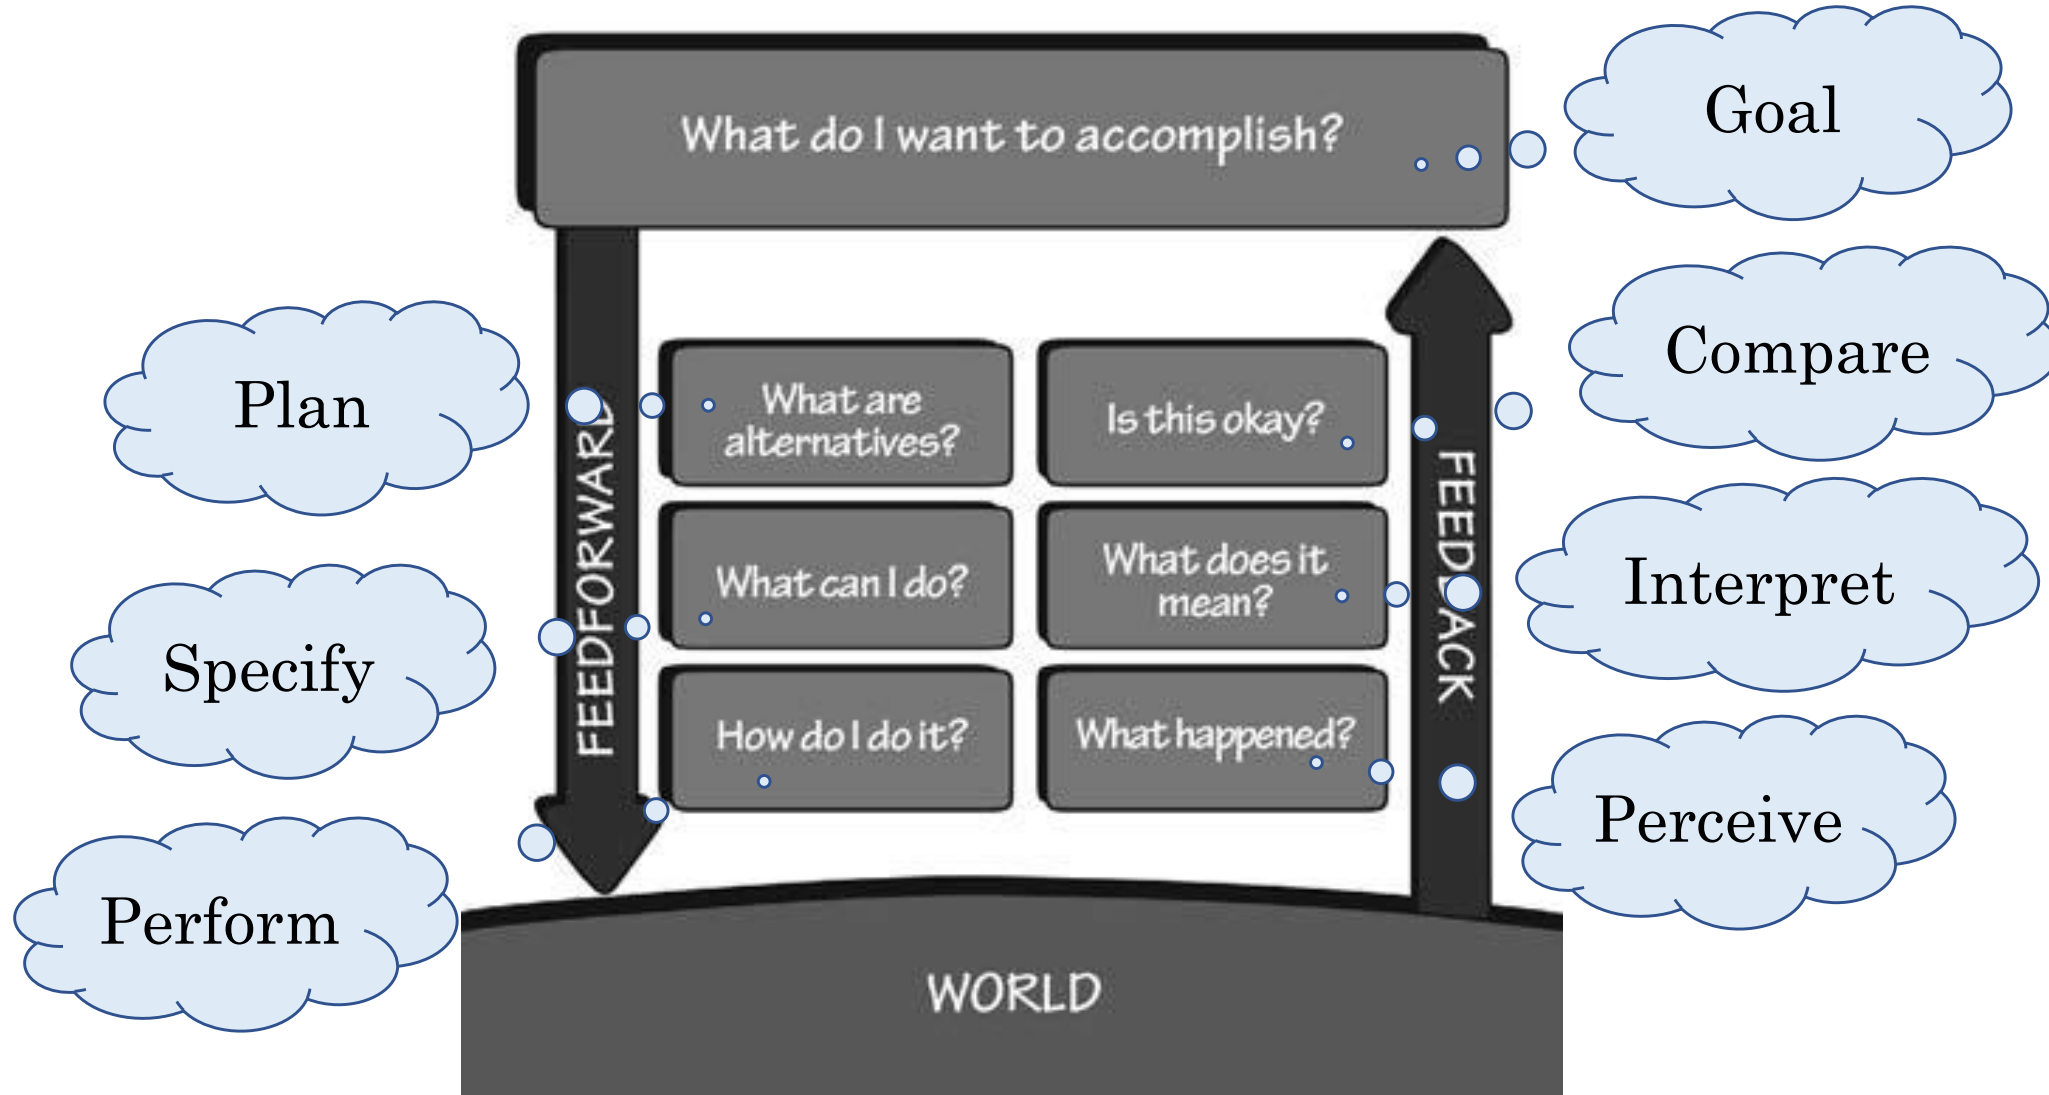 What do I want to accomplish?
Goal
Plan
What are
alternatives?
Is this okay?
Compare
FEEDFORWARD
FEEDBACK
Specify
What can I do?
What does it
mean?
Interpret
Perform
How do I do it?
What happened?
Perceive
WORLD